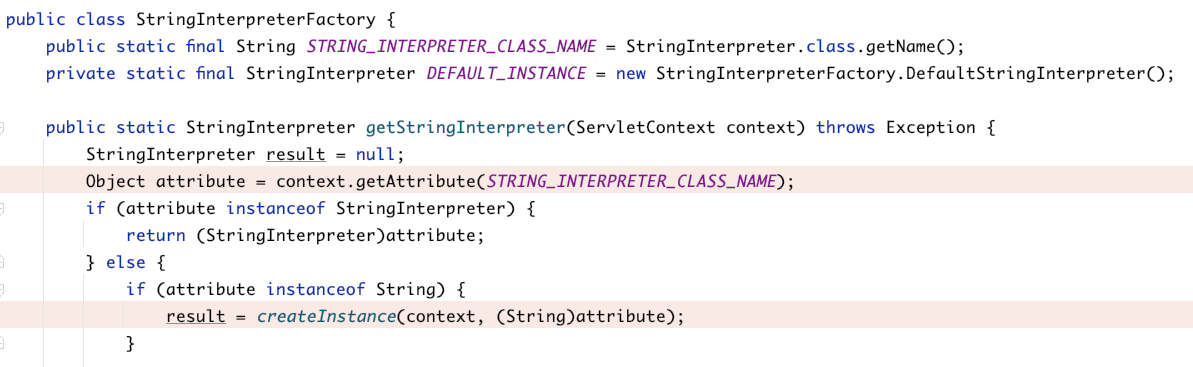 public class StringInterpreterFactory {
public static final String STRING_INTERPRETER_CLASS_NAME = StringInterpreter.class.getName();
private static final StringInterpreter DEFAULT_INSTANCE = new StringInterpreterFactory.DefaultStringInterpreter();
public static StringInterpreter getStringInterpreter(ServletContext context) throws Exception {
StringInterpreter result = null;
Object attribute = context.getAttribute(STRING_INTERPRETER_CLASS_NAME);
if (attribute instanceof StringInterpreter) {
return (StringInterpreter)attribute;
} else {
if (attribute instanceof String) {
result = createInstance(context, (String)attribute);
}